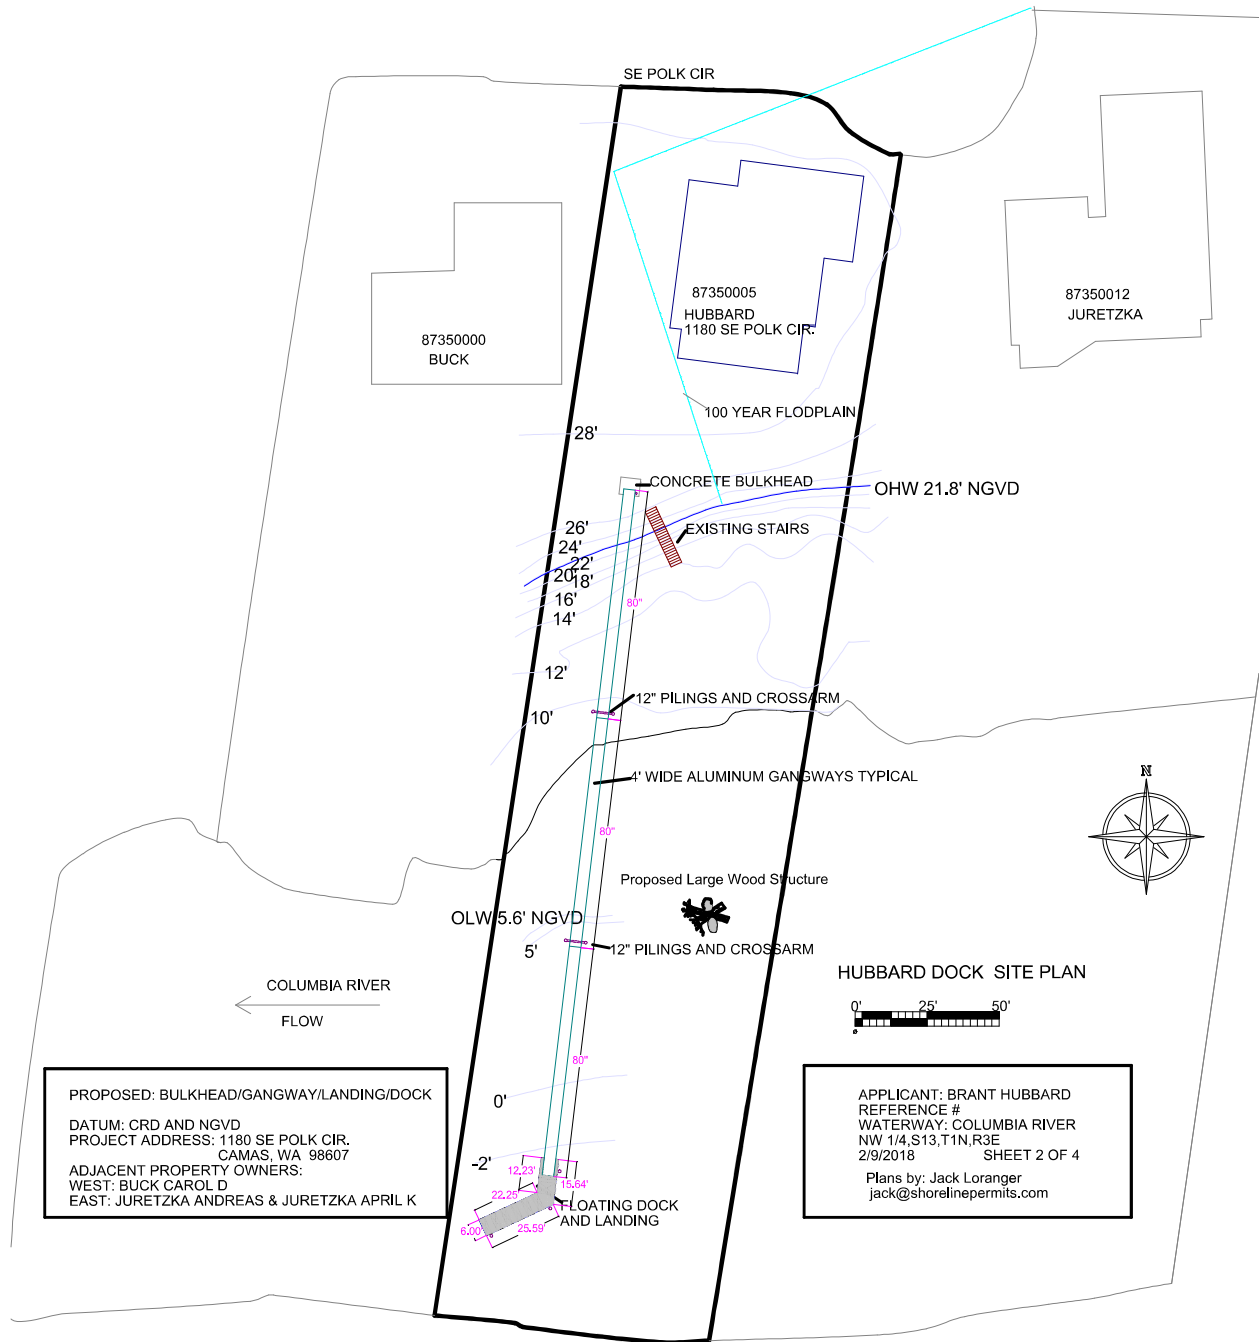 SE POLK CIR
87350005
HUBBARD
1180 SE POLK CIR.
87350012
JURETZKA
87350000
BUCK
100 YEAR FLODPLAIN
28'
CONCRETE BULKHEAD
OHW 21.8' NGVD
26'
EXISTING STAIRS
24'
22'
20'
18'
16'
80"
14'
12'
12" PILINGS AND CROSSARM
10'
4' WIDE ALUMINUM GANGWAYS TYPICAL
N
80"
Proposed Large Wood Structure
OLW 5.6' NGVD
5'
12" PILINGS AND CROSSARM
HUBBARD DOCK SITE PLAN
0' 25' 50'
COLUMBIA RIVER
FLOW
80"
0'
-2'
12.23'
15.64'
22.25'
FLOATING DOCK
AND LANDING
6.00'
25.59'
PROPOSED: BULKHEAD/GANGWAY/LANDING/DOCK
DATUM: CRD AND NGVD
PROJECT ADDRESS: 1180 SE POLK CIR.
CAMAS, WA 98607
ADJACENT PROPERTY OWNERS:
WEST: BUCK CAROL D
EAST: JURETZKA ANDREAS & JURETZKA APRIL K
APPLICANT: BRANT HUBBARD
REFERENCE #
WATERWAY: COLUMBIA RIVER
NW 1/4,S13,T1N,R3E
2/9/2018 SHEET 2 OF 4
Plans by: Jack Loranger
jack@shorelinepermits.com